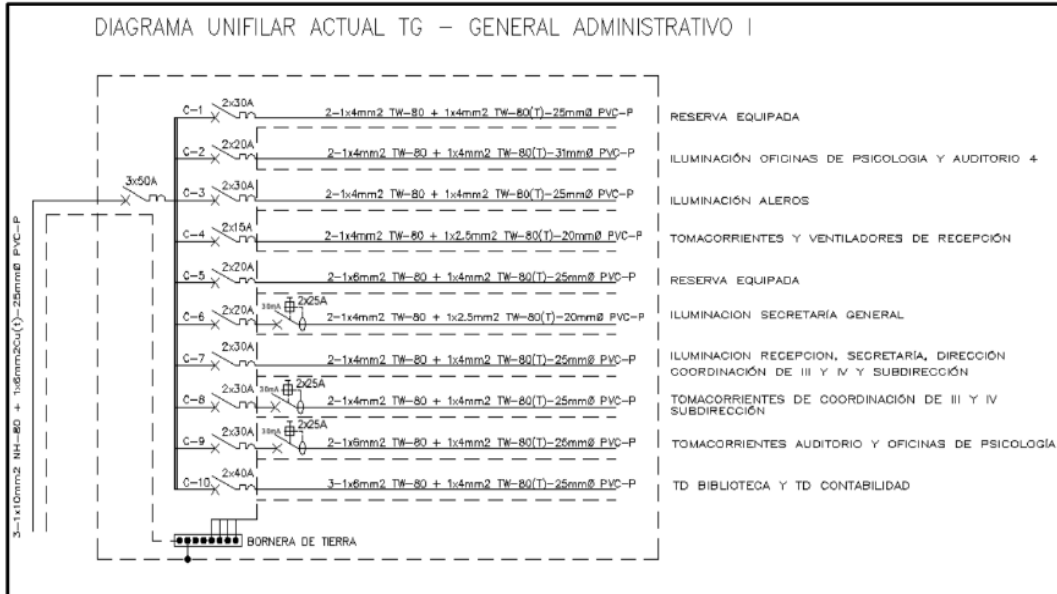 DIAGRAMA UNIFILAR ACTUAL TG – GENERAL ADMINISTRATIVO I
3-1x10mm2 NH-80 + 1x6mm2Cu(t)-25mmØ PVC-P
3x50A
C-1 2x30A 2-1x4mm2 TW-80 + 1x4mm2 TW-80(T)-25mmØ PVC-P RESERVA EQUIPADA
C-2 2x20A 2-1x4mm2 TW-80 + 1x4mm2 TW-80(T)-31mmØ PVC-P ILUMINACIÓN OFICINAS DE PSICOLOGIA Y AUDITORIO 4
C-3 2x30A 2-1x4mm2 TW-80 + 1x4mm2 TW-80(T)-25mmØ PVC-P ILUMINACIÓN ALEROS
C-4 2x15A 2-1x4mm2 TW-80 + 1x2.5mm2 TW-80(T)-20mmØ PVC-P TOMACORRIENTES Y VENTILADORES DE RECEPCIÓN
C-5 2x20A 2-1x6mm2 TW-80 + 1x4mm2 TW-80(T)-25mmØ PVC-P RESERVA EQUIPADA
C-6 2x20A 30mA 2x25A 2-1x4mm2 TW-80 + 1x2.5mm2 TW-80(T)-20mmØ PVC-P ILUMINACION SECRETARÍA GENERAL
C-7 2x30A 2-1x4mm2 TW-80 + 1x4mm2 TW-80(T)-25mmØ PVC-P ILUMINACION RECEPCION, SECRETARÍA, DIRECCIÓN
COORDINACIÓN DE III Y IV Y SUBDIRECCIÓN
C-8 2x30A 30mA 2x25A 2-1x4mm2 TW-80 + 1x4mm2 TW-80(T)-25mmØ PVC-P TOMACORRIENTES DE COORDINACIÓN DE III Y IV
SUBDIRECCIÓN
C-9 2x30A 30mA 2x25A 2-1x6mm2 TW-80 + 1x4mm2 TW-80(T)-25mmØ PVC-P TOMACORRIENTES AUDITORIO Y OFICINAS DE PSICOLOGÍA
C-10 2x40A 3-1x6mm2 TW-80 + 1x4mm2 TW-80(T)-25mmØ PVC-P TD BIBLIOTECA Y TD CONTABILIDAD
BORNERA DE TIERRA